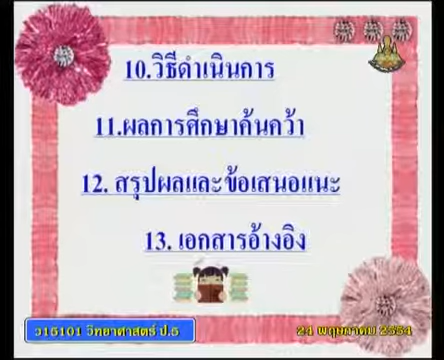 10.วิธีดำเนินการ
11.ผลการศึกษาค้นคว้า
12. สรุปผลและข้อเสนอแนะ
13. เอกสารอ้างอิง
ว15101 วิทยาศาสตร์ ป.5
24 พฤษภาคม 2554